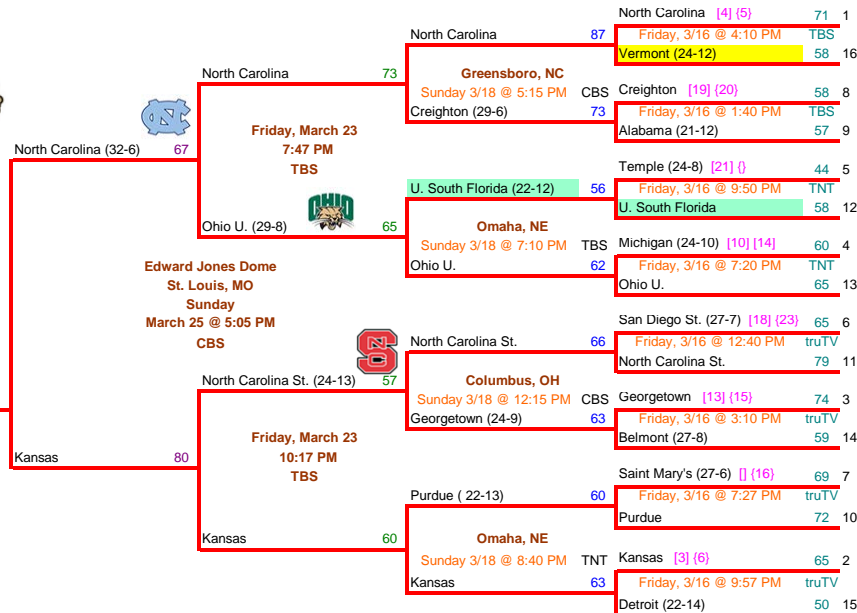 North Carolina [4] {5} 71 1
North Carolina 87 Friday, 3/16 @ 4:10 PM TBS
Vermont (24-12) 58 16
North Carolina 73 Greensboro, NC
Sunday 3/18 @ 5:15 PM CBS Creighton [19] {20} 58 8
Creighton (29-6) 73 Friday, 3/16 @ 1:40 PM TBS
Friday, March 23 Alabama (21-12) 57 9
7:47 PM
North Carolina (32-6) 67 TBS
Temple (24-8) [21] {} 44 5
U. South Florida (22-12) 56 Friday, 3/16 @ 9:50 PM TNT
U. South Florida 58 12
Ohio U. (29-8) OHIO 65 Omaha, NE
Sunday 3/18 @ 7:10 PM TBS Michigan (24-10) [10] {14] 60 4
Ohio U. 62 Friday, 3/16 @ 7:20 PM TNT
Edward Jones Dome Ohio U. 65 13
St. Louis, MO
Sunday
March 25 @ 5:05 PM San Diego St. (27-7) [18] {23} 65 6
CBS North Carolina St. 66 Friday, 3/16 @ 12:40 PM truTV
North Carolina St. 79 11
North Carolina St. (24-13) 57 Columbus, OH
Sunday 3/18 @ 12:15 PM CBS Georgetown [13] {15} 74 3
Georgetown (24-9) 63 Friday, 3/16 @ 3:10 PM truTV
Friday, March 23 Belmont (27-8) 59 14
Kansas 80 10:17 PM
TBS Saint Mary's (27-6) [] {16} 69 7
Purdue ( 22-13) 60 Friday, 3/16 @ 7:27 PM truTV
Purdue 72 10
Kansas 60 Omaha, NE
Sunday 3/18 @ 8:40 PM TNT Kansas [3] {6} 65 2
Kansas 63 Friday, 3/16 @ 9:57 PM truTV
Detroit (22-14) 50 15